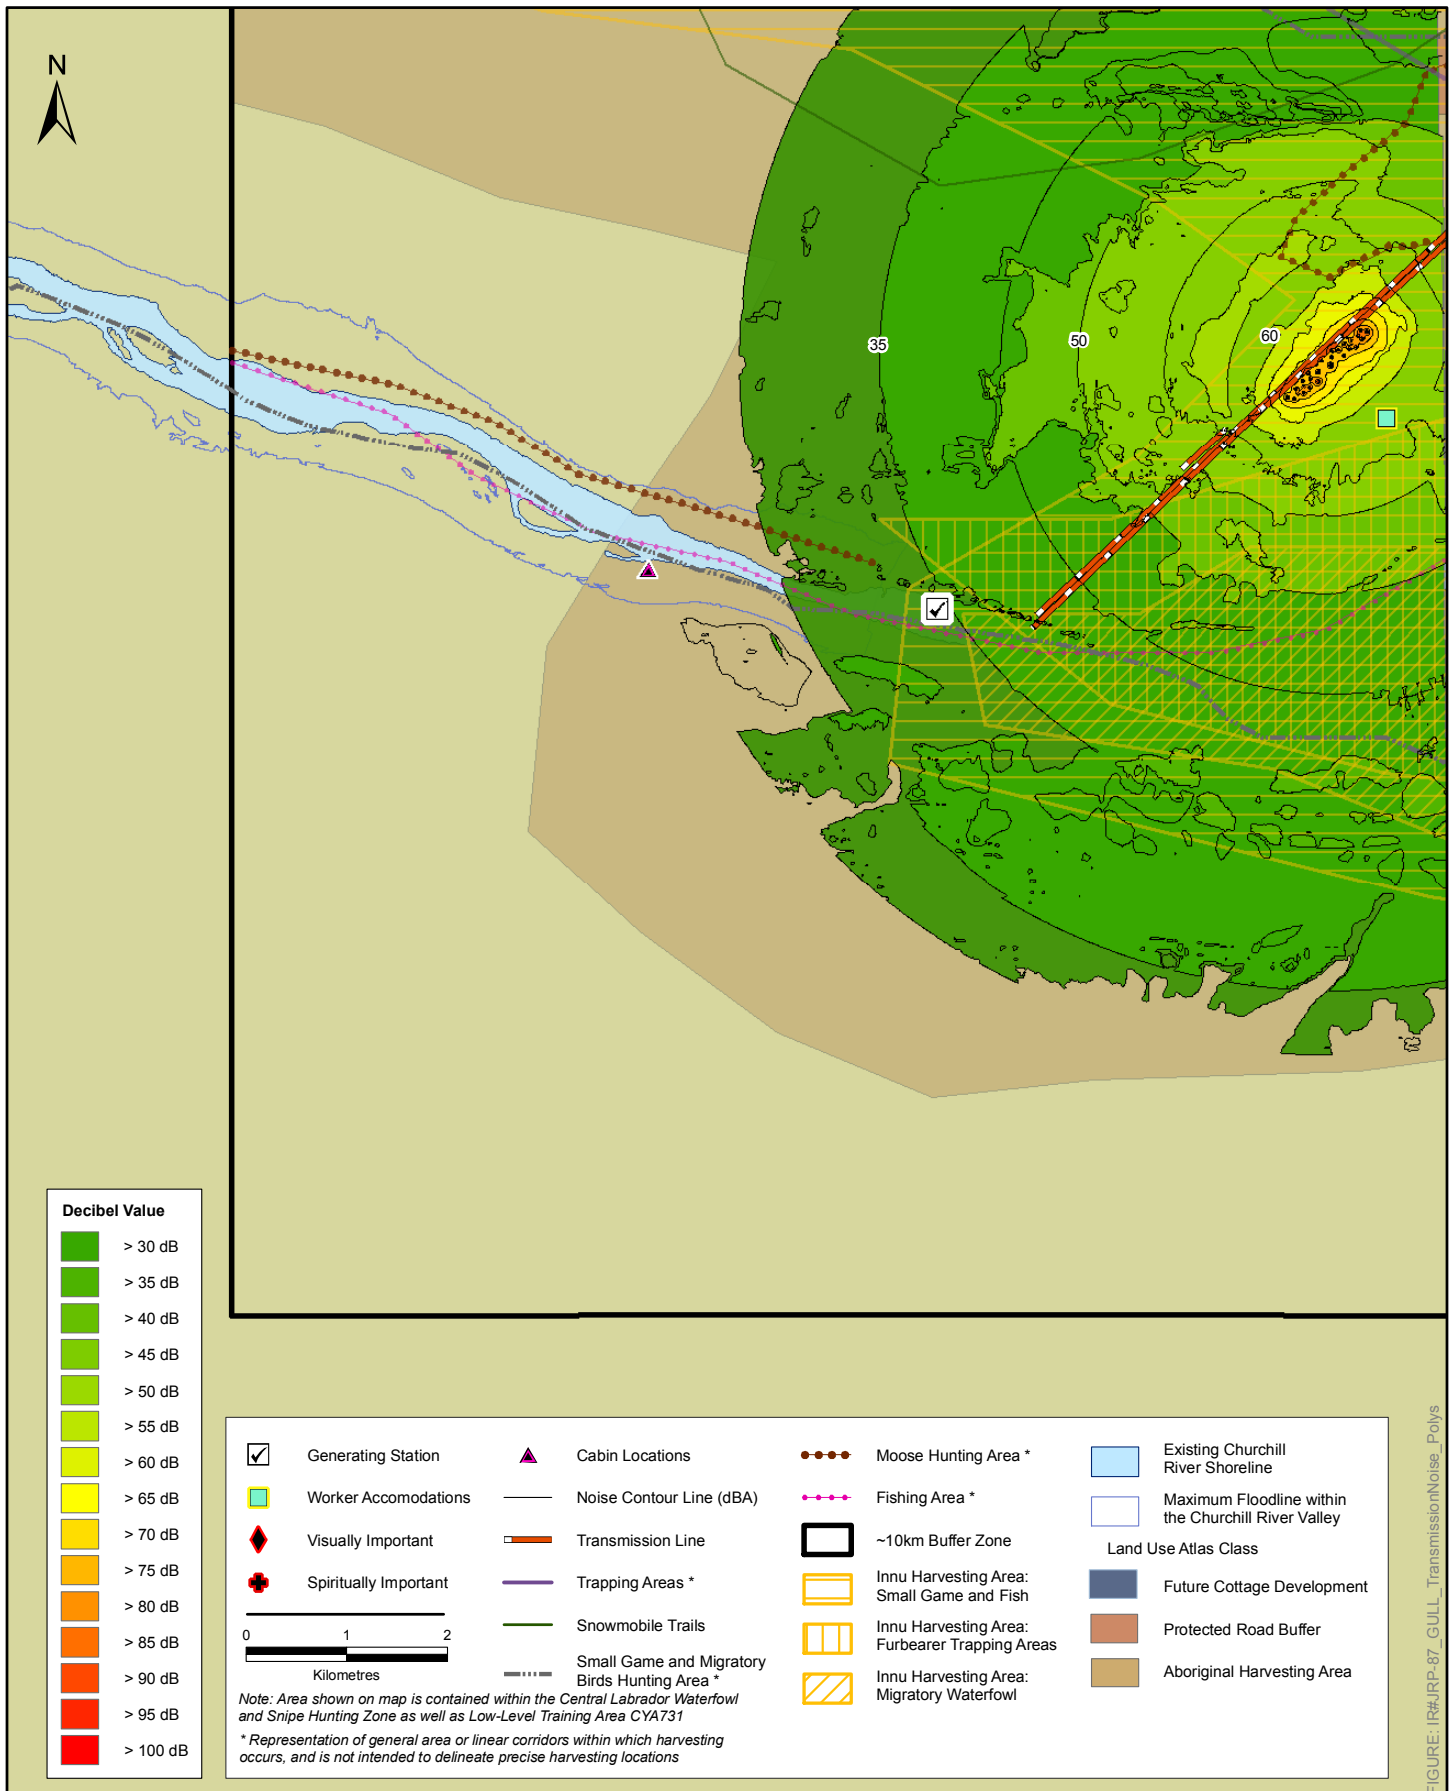 N
35
50
60
Decibel Value
> 30 dB
> 35 dB
> 40 dB
> 45 dB
> 50 dB
> 55 dB
> 60 dB
> 65 dB
> 70 dB
> 75 dB
> 80 dB
> 85 dB
> 90 dB
> 95 dB
> 100 dB
Generating Station
Worker Accomodations
Visually Important
Spiritually Important
0 1 2
Kilometres
Cabin Locations
Noise Contour Line (dBA)
Transmission Line
Trapping Areas *
Snowmobile Trails
Small Game and Migratory
Birds Hunting Area *
Moose Hunting Area *
Fishing Area *
~10km Buffer Zone
Innu Harvesting Area:
Small Game and Fish
Innu Harvesting Area:
Furbearer Trapping Areas
Innu Harvesting Area:
Migratory Waterfowl
Existing Churchill
River Shoreline
Maximum Floodline within
the Churchill River Valley
Land Use Atlas Class
Future Cottage Development
Protected Road Buffer
Aboriginal Harvesting Area
Note: Area shown on map is contained within the Central Labrador Waterfowl
and Snipe Hunting Zone as well as Low-Level Training Area CYA731
* Representation of general area or linear corridors within which harvesting
occurs, and is not intended to delineate precise harvesting locations
FIGURE: IR#JRP-87_GULL_TransmissionNoise_Polys